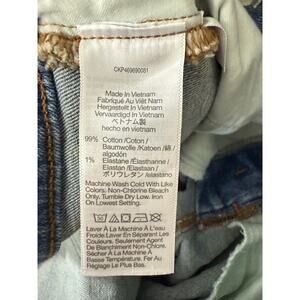 CKP469690081
Made In Vietnam
Fabriqué Au Viêt Nam
Hergestellt In Vietnam
Vervaardigd In Vietnam
ベトナム製
hecho en vietnam
99% Cotton/Coton/
Baumwolle/Katoen/綿/
algodón
1% Elastane/Élasthanne/
Elasthan/Elastaan/
ポリウレタン/elastano
Machine Wash Cold With Like
Colors, Non-Chlorine Bleach
Only, Tumble Dry Low. Iron
On Lowest Setting.
Laver À La Machine À L'eau
Froide.Laver En Séparant Les
Couleurs. Seulement Agent
De Blanchiment Non Chloré.
Sécher À La Machine À
Basse Température. Fer Au
Réglage Le Plus Bas.